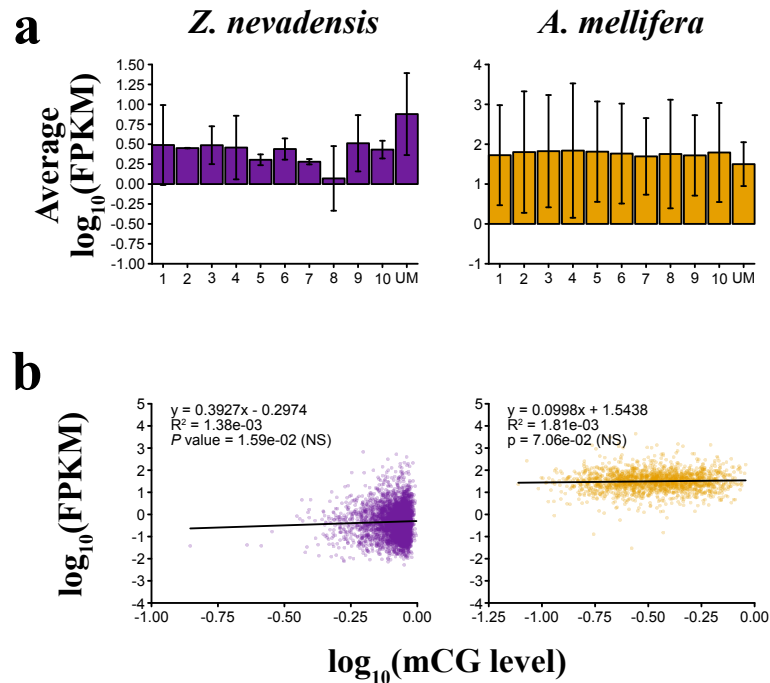 a
Z. nevadensis
A. mellifera
Average
log10(FPKM)
1.50
1.25
1.00
0.75
0.50
0.25
0.00
-0.25
-0.50
-0.75
-1.00
1 2 3 4 5 6 7 8 9 10 UM
4
3
2
1
0
-1
1 2 3 4 5 6 7 8 9 10 UM
b
log10(FPKM)
5
4
3
2
1
0
-1
-2
-3
-4
y = 0.3927x - 0.2974
R2 = 1.38e-03
P value = 1.59e-02 (NS)
-1.00 -0.75 -0.50 -0.25 0.00
5
4
3
2
1
0
-1
-2
-3
-4
y = 0.0998x + 1.5438
R2 = 1.81e-03
p = 7.06e-02 (NS)
-1.25 -1.00 -0.75 -0.50 -0.25 0.00
log10(mCG level)